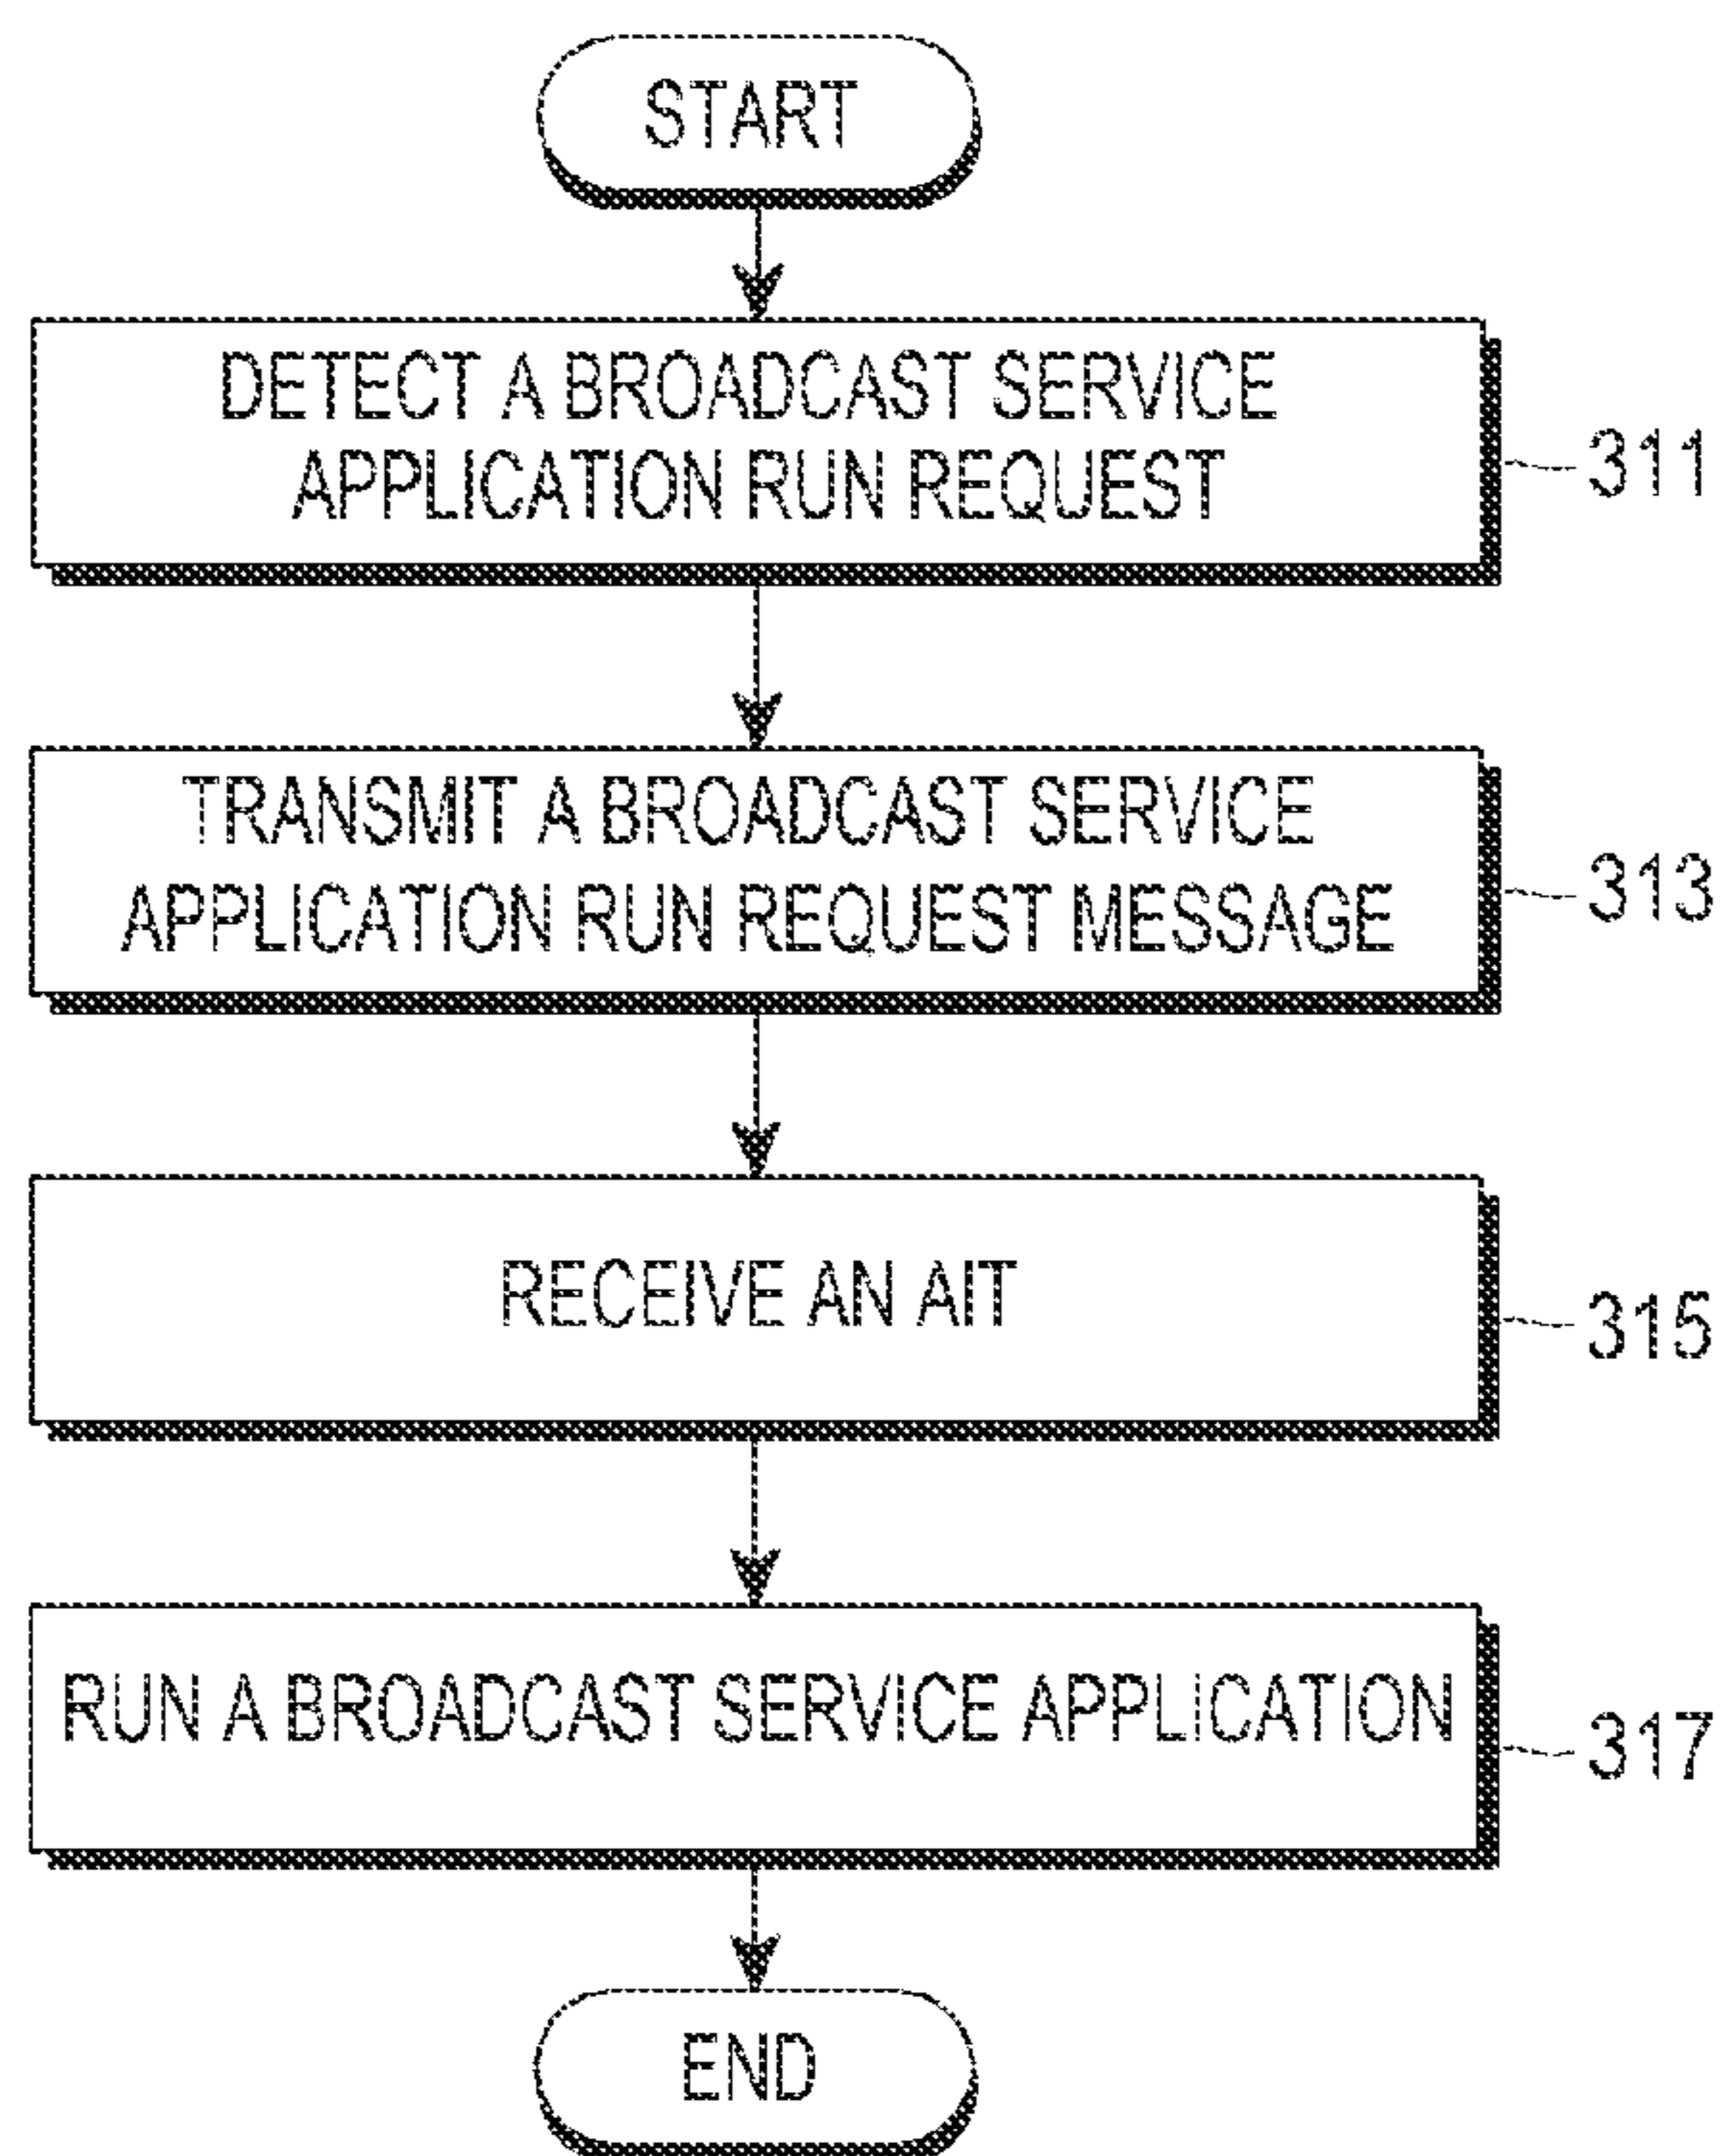 START
DETECT A BROADCAST SERVICE
APPLICATION RUN REQUEST
311
TRANSMIT A BROADCAST SERVICE
APPLICATION RUN REQUEST MESSAGE
313
RECEIVE AN AIT
315
RUN A BROADCAST SERVICE APPLICATION
317
END